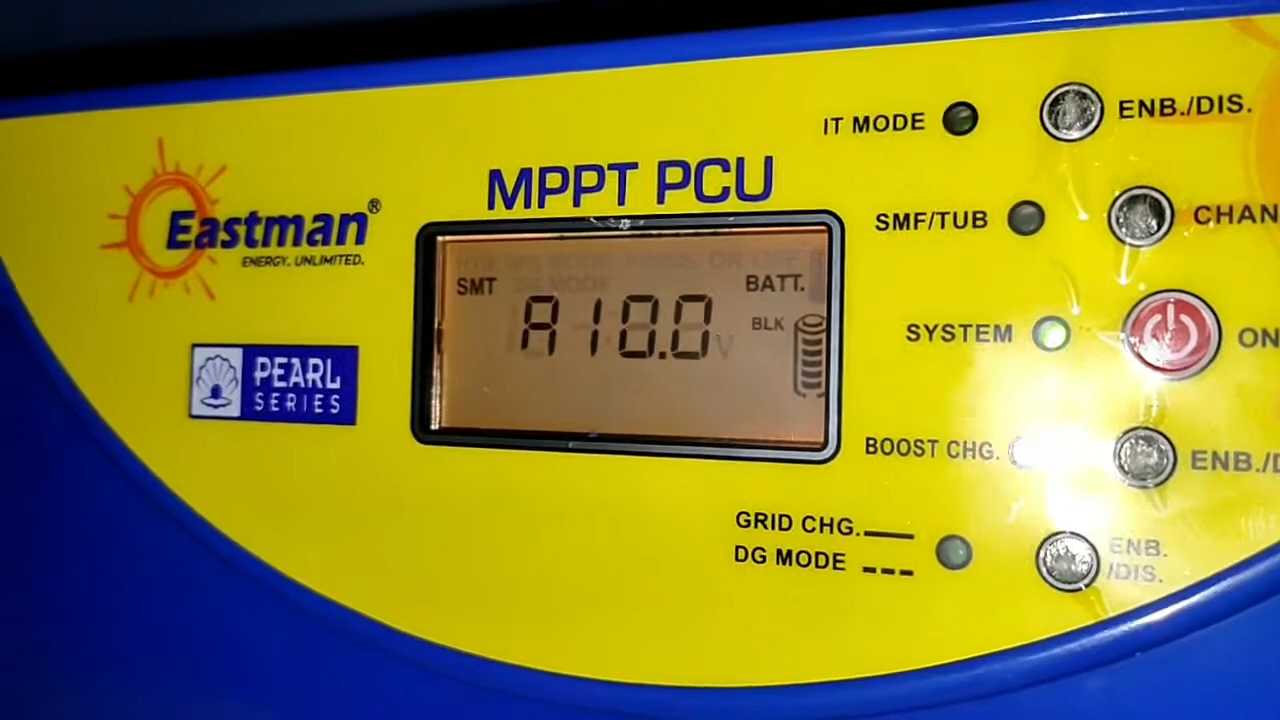 IT MODE
ENB./DIS.
MPPT PCU
Eastman®
ENERGY. UNLIMITED.
SMF/TUB
CHAN
SMT
BATT.
A10.0
BLK
SYSTEM
ON
PEARL
SERIES
BOOST CHG.
ENB./D
GRID CHG.
DG MODE
ENB.
/DIS.